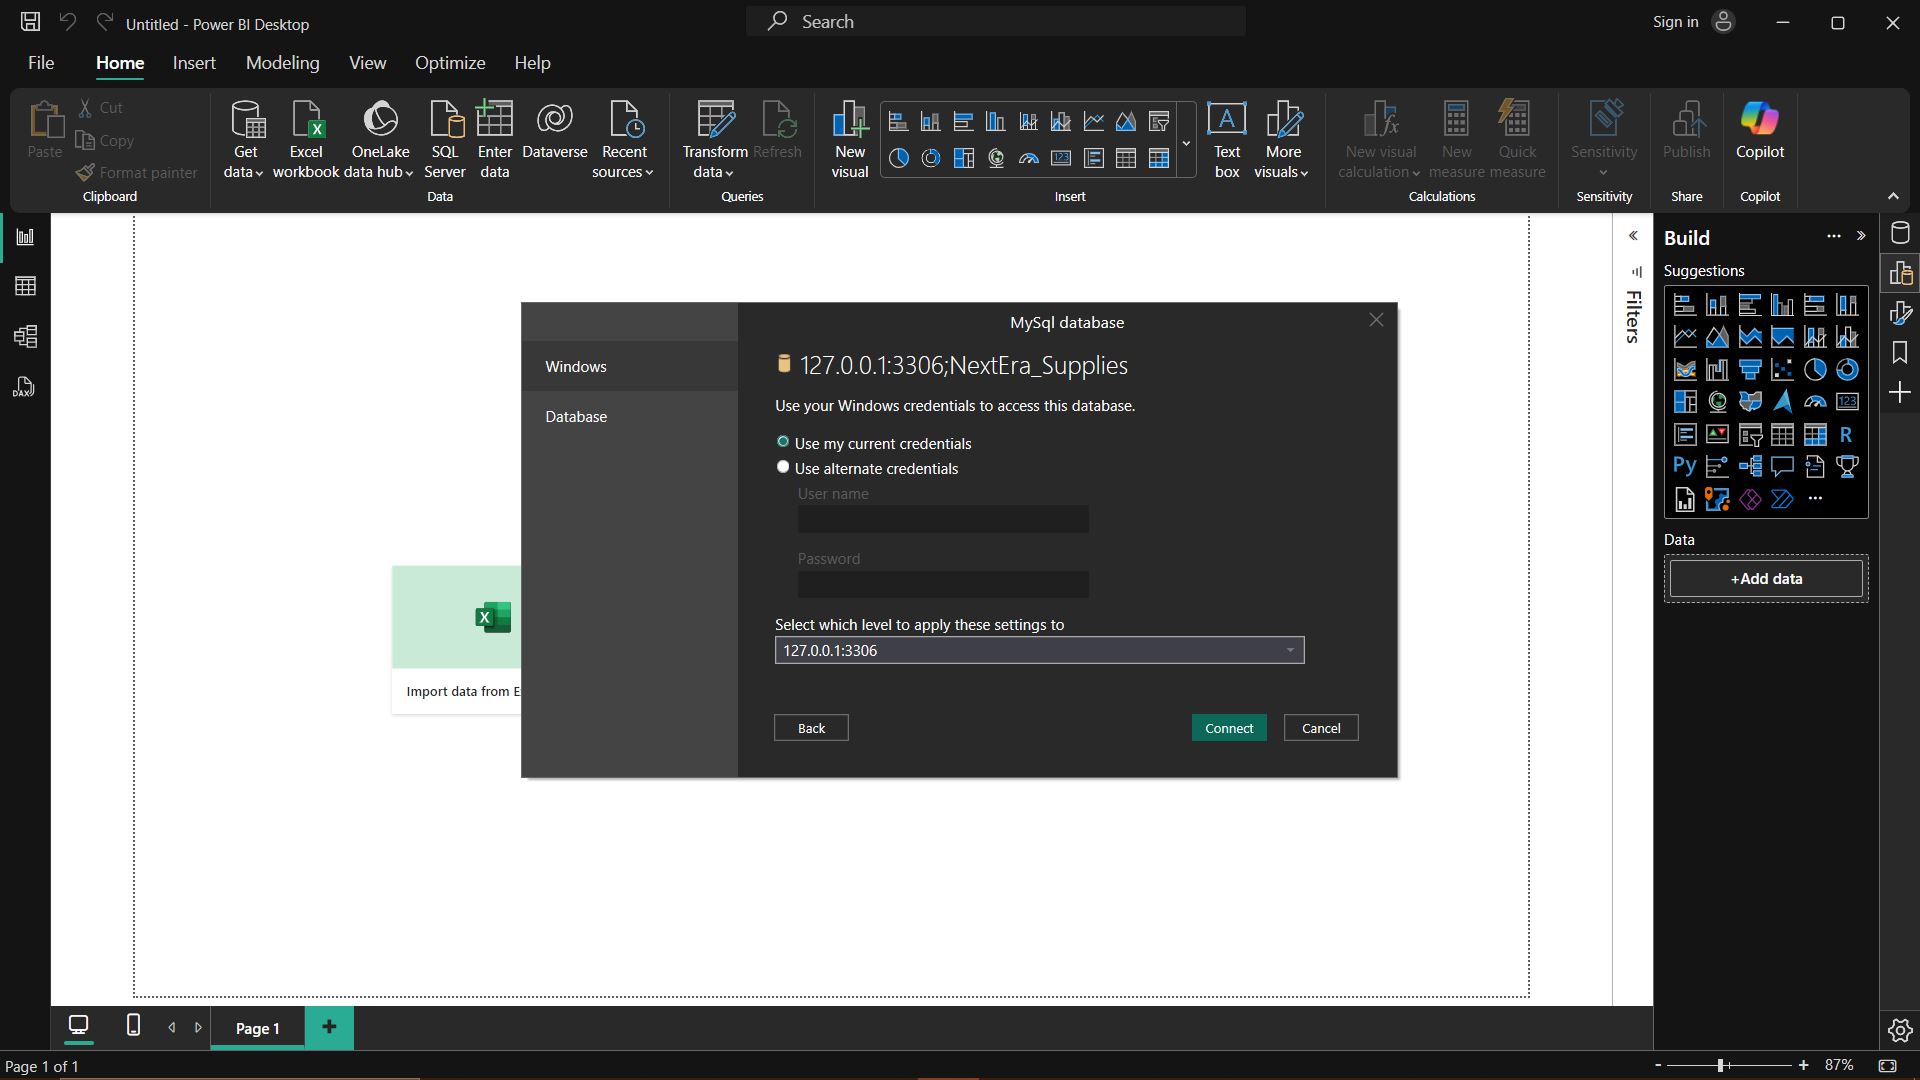 Untitled - Power BI Desktop
Search
Sign in
File Home Insert Modeling View Optimize Help
Paste
Cut
Copy
Format painter
Clipboard
Get data
Excel workbook
OneLake data hub
SQL Server
Enter data
Dataverse
Recent sources
Data
Transform data
Refresh
Queries
New visual
Insert
A
Text box
More visuals
New visual calculation
New measure
Quick measure
Calculations
Sensitivity
Sensitivity
Publish
Share
Copilot
Copilot
DAX
Import data from E
MySql database
Windows
Database
127.0.0.1:3306;NextEra_Supplies
Use your Windows credentials to access this database.
Use my current credentials
Use alternate credentials
User name
Password
Select which level to apply these settings to
127.0.0.1:3306
Back
Connect
Cancel
Filters
Build
Suggestions
123
R
Py
Data
+Add data
Page 1
Page 1 of 1
- + 87%